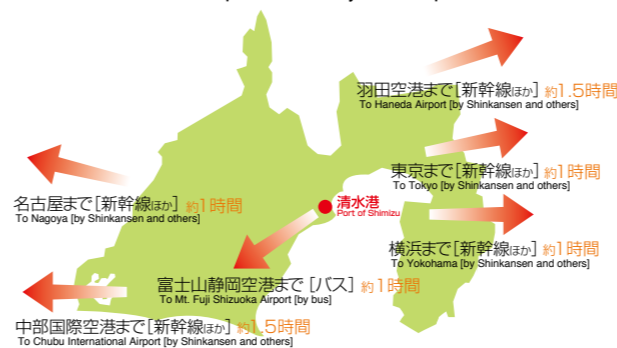 羽田空港まで[新幹線ほか] 約1.5時間
To Haneda Airport [by Shinkansen and others]
東京まで[新幹線ほか] 約1時間
To Tokyo [by Shinkansen and others]
名古屋まで[新幹線ほか] 約1時間
To Nagoya [by Shinkansen and others]
清水港
Port of Shimizu
横浜まで[新幹線ほか] 約1時間
To Yokohama [by Shinkansen and others]
富士山静岡空港まで [バス] 約1時間
To Mt. Fuji Shizuoka Airport [by bus]
中部国際空港まで[新幹線ほか] 約1.5時間
To Chubu International Airport [by Shinkansen and others]